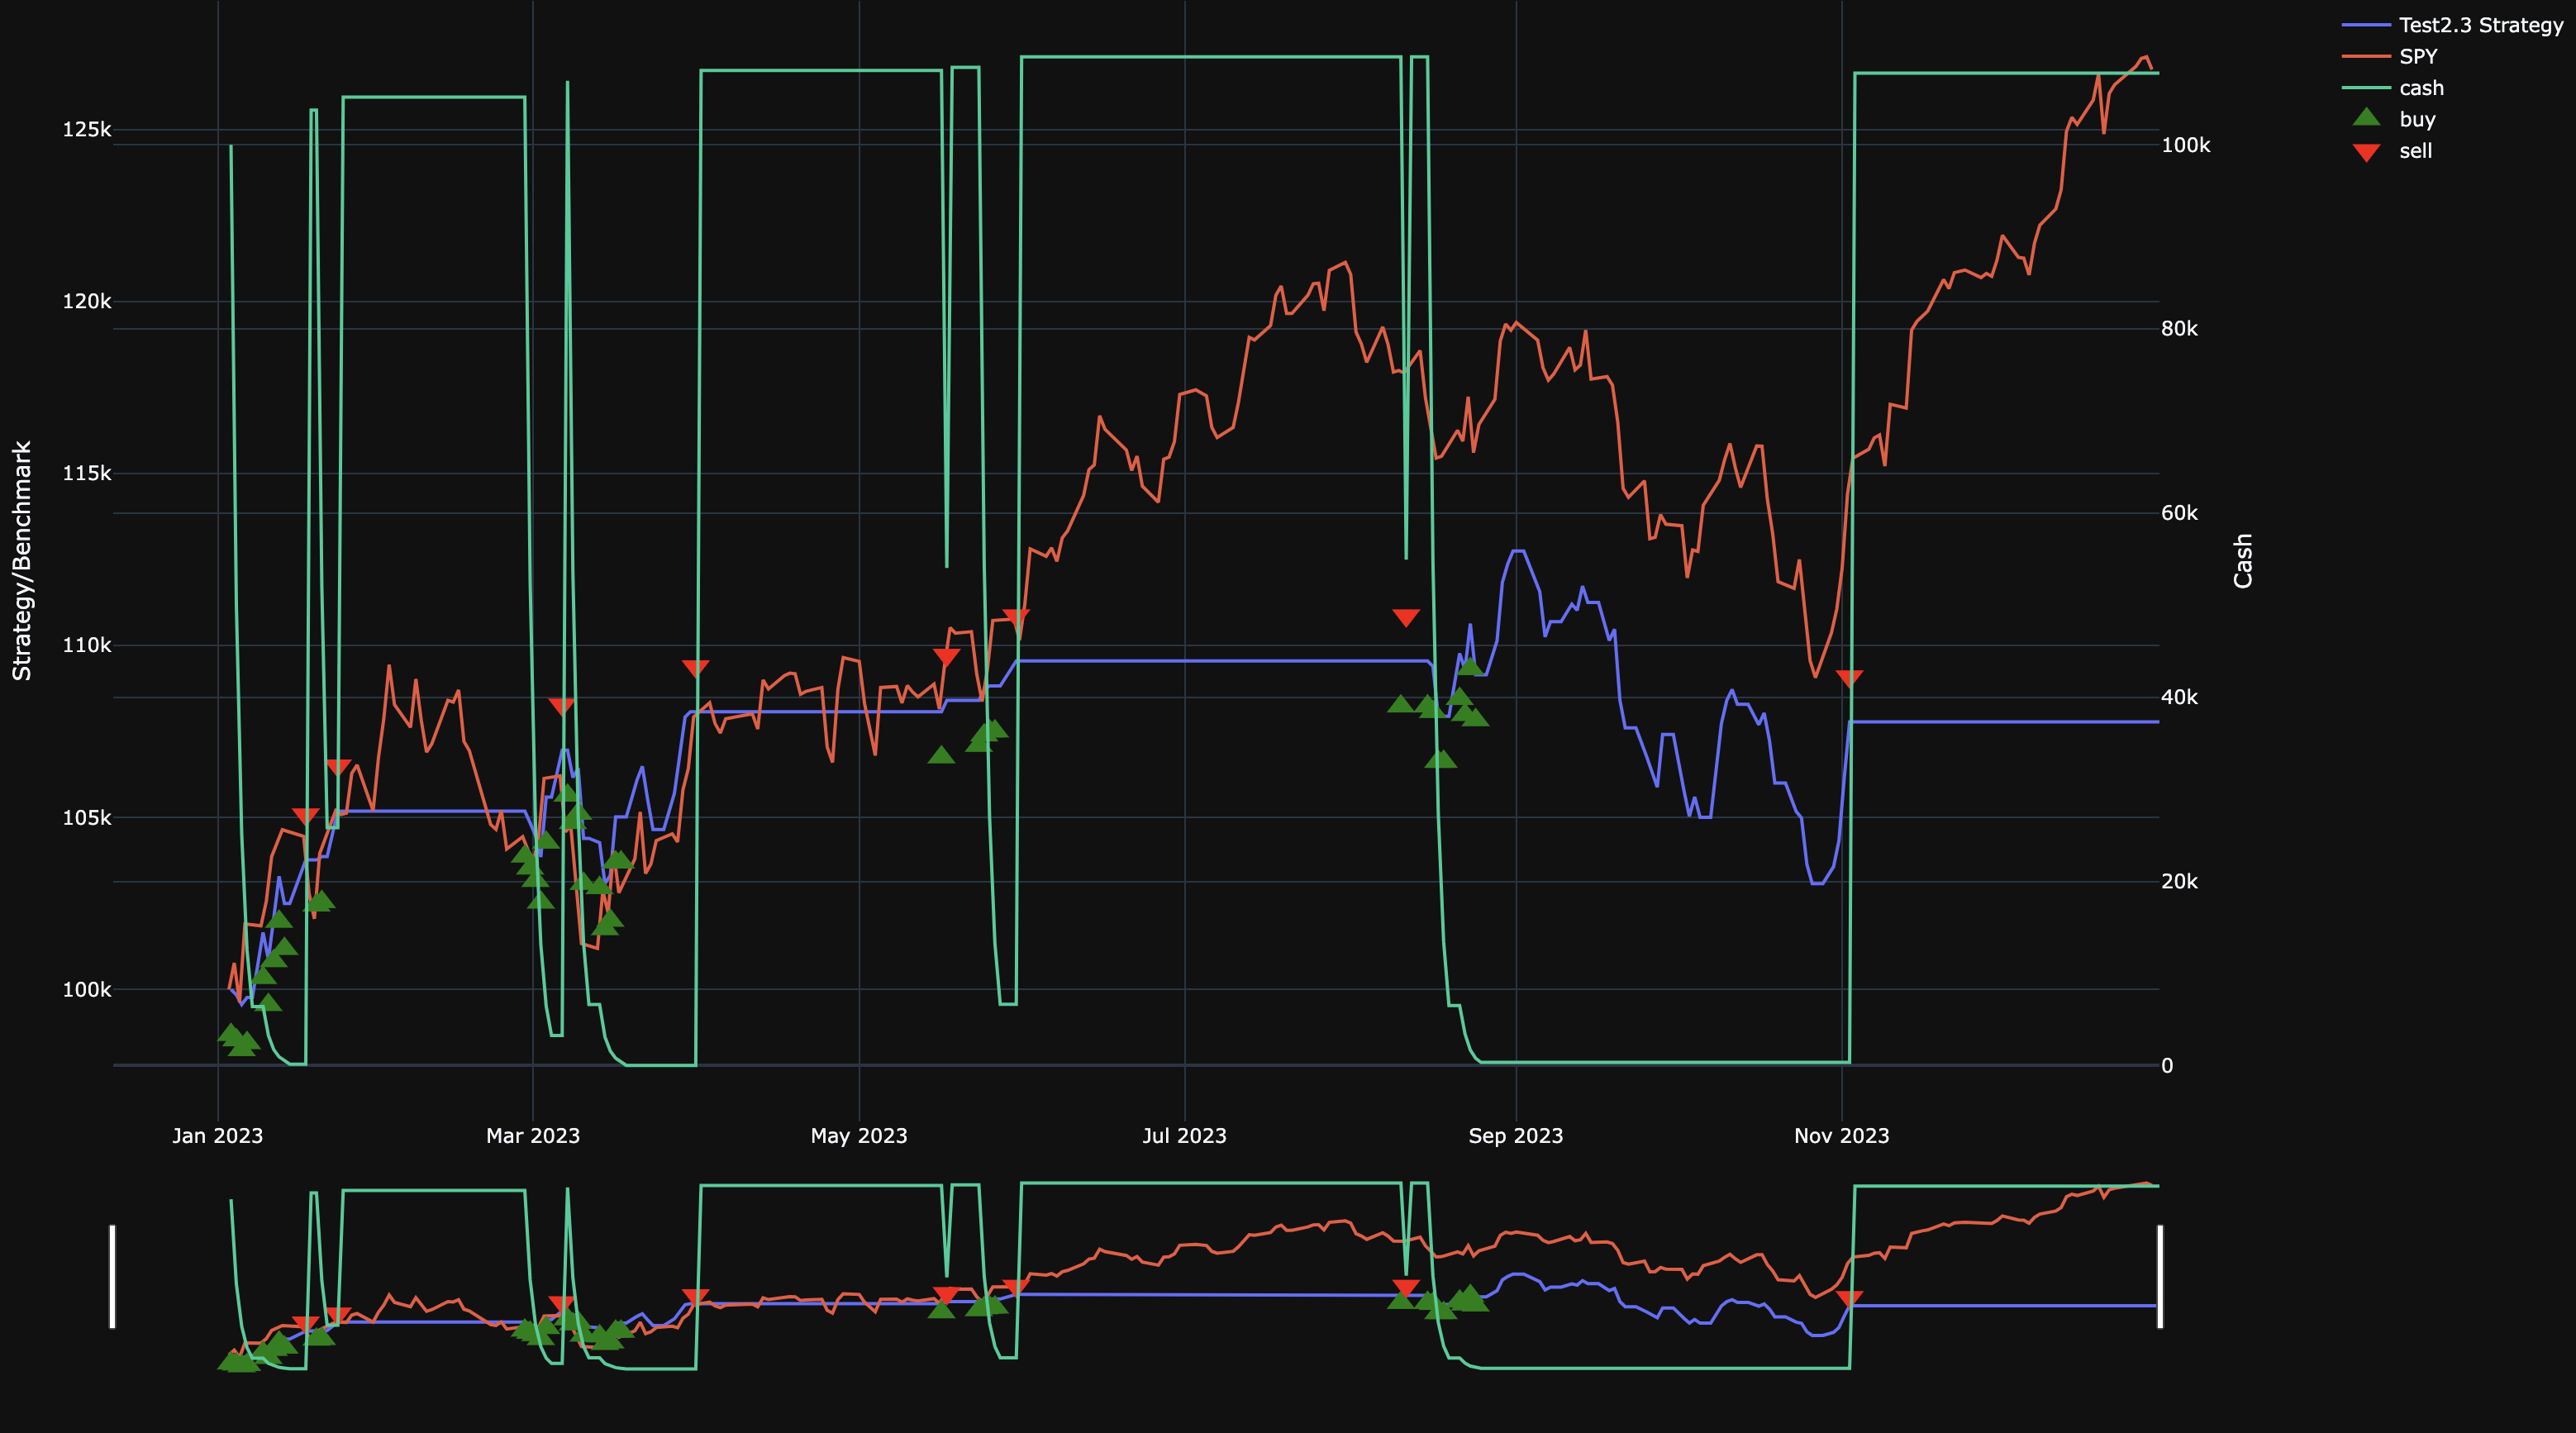 Test2.3 Strategy
SPY
cash
buy
sell
125k
120k
115k
110k
105k
100k
Strategy/Benchmark
100k
80k
60k
40k
20k
0
Cash
Jan 2023
Mar 2023
May 2023
Jul 2023
Sep 2023
Nov 2023